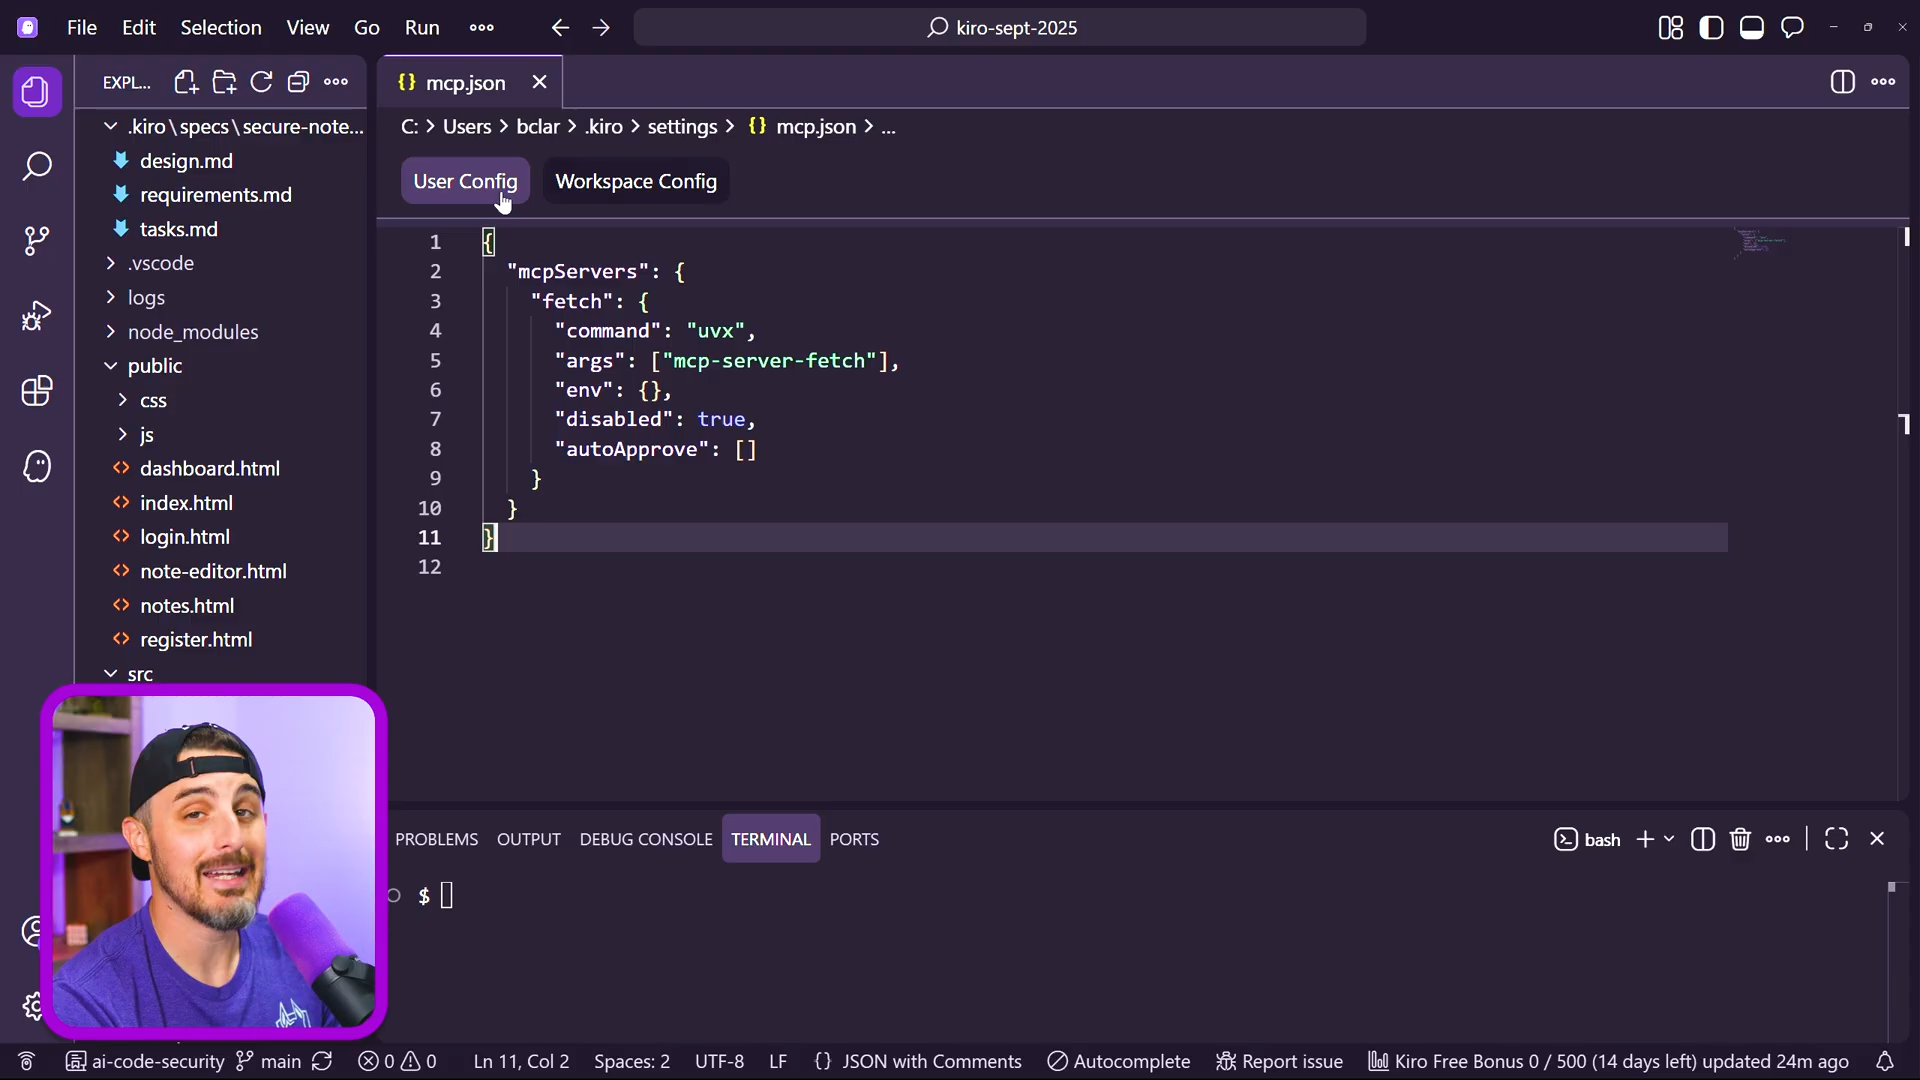 File Edit Selection View Go Run
kiro-sept-2025
EXPL...
.kiro\specs\secure-note...
design.md
requirements.md
tasks.md
.vscode
logs
node_modules
public
css
js
dashboard.html
index.html
login.html
note-editor.html
notes.html
register.html
src
{} mcp.json
C: > Users > bclar > .kiro > settings > {} mcp.json > ...
User Config Workspace Config
1 {
2 "mcpServers": {
3 "fetch": {
4 "command": "uvx",
5 "args": ["mcp-server-fetch"],
6 "env": {},
7 "disabled": true,
8 "autoApprove": []
9 }
10 }
11 }
12
PROBLEMS OUTPUT DEBUG CONSOLE TERMINAL PORTS
bash
$
ai-code-security main 0 0 Ln 11, Col 2 Spaces: 2 UTF-8 LF {} JSON with Comments Autocomplete Report issue Kiro Free Bonus 0 / 500 (14 days left) updated 24m ago